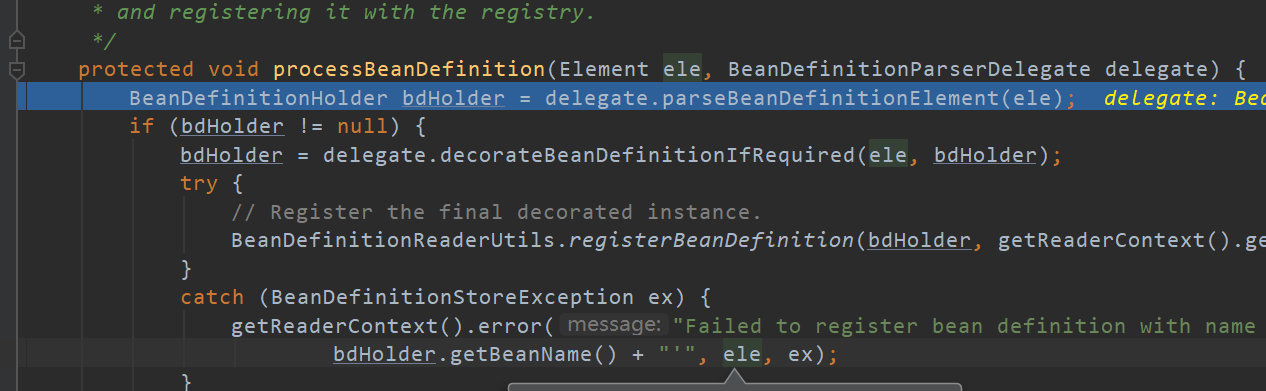 * and registering it with the registry.
*/
protected void processBeanDefinition(Element ele, BeanDefinitionParserDelegate delegate) {
BeanDefinitionHolder bdHolder = delegate.parseBeanDefinitionElement(ele); delegate: Bea
if (bdHolder != null) {
bdHolder = delegate.decorateBeanDefinitionIfRequired(ele, bdHolder);
try {
// Register the final decorated instance.
BeanDefinitionReaderUtils.registerBeanDefinition(bdHolder, getReaderContext().ge
}
catch (BeanDefinitionStoreException ex) {
getReaderContext().error( message: "Failed to register bean definition with name
bdHolder.getBeanName() + "'", ele, ex);
}